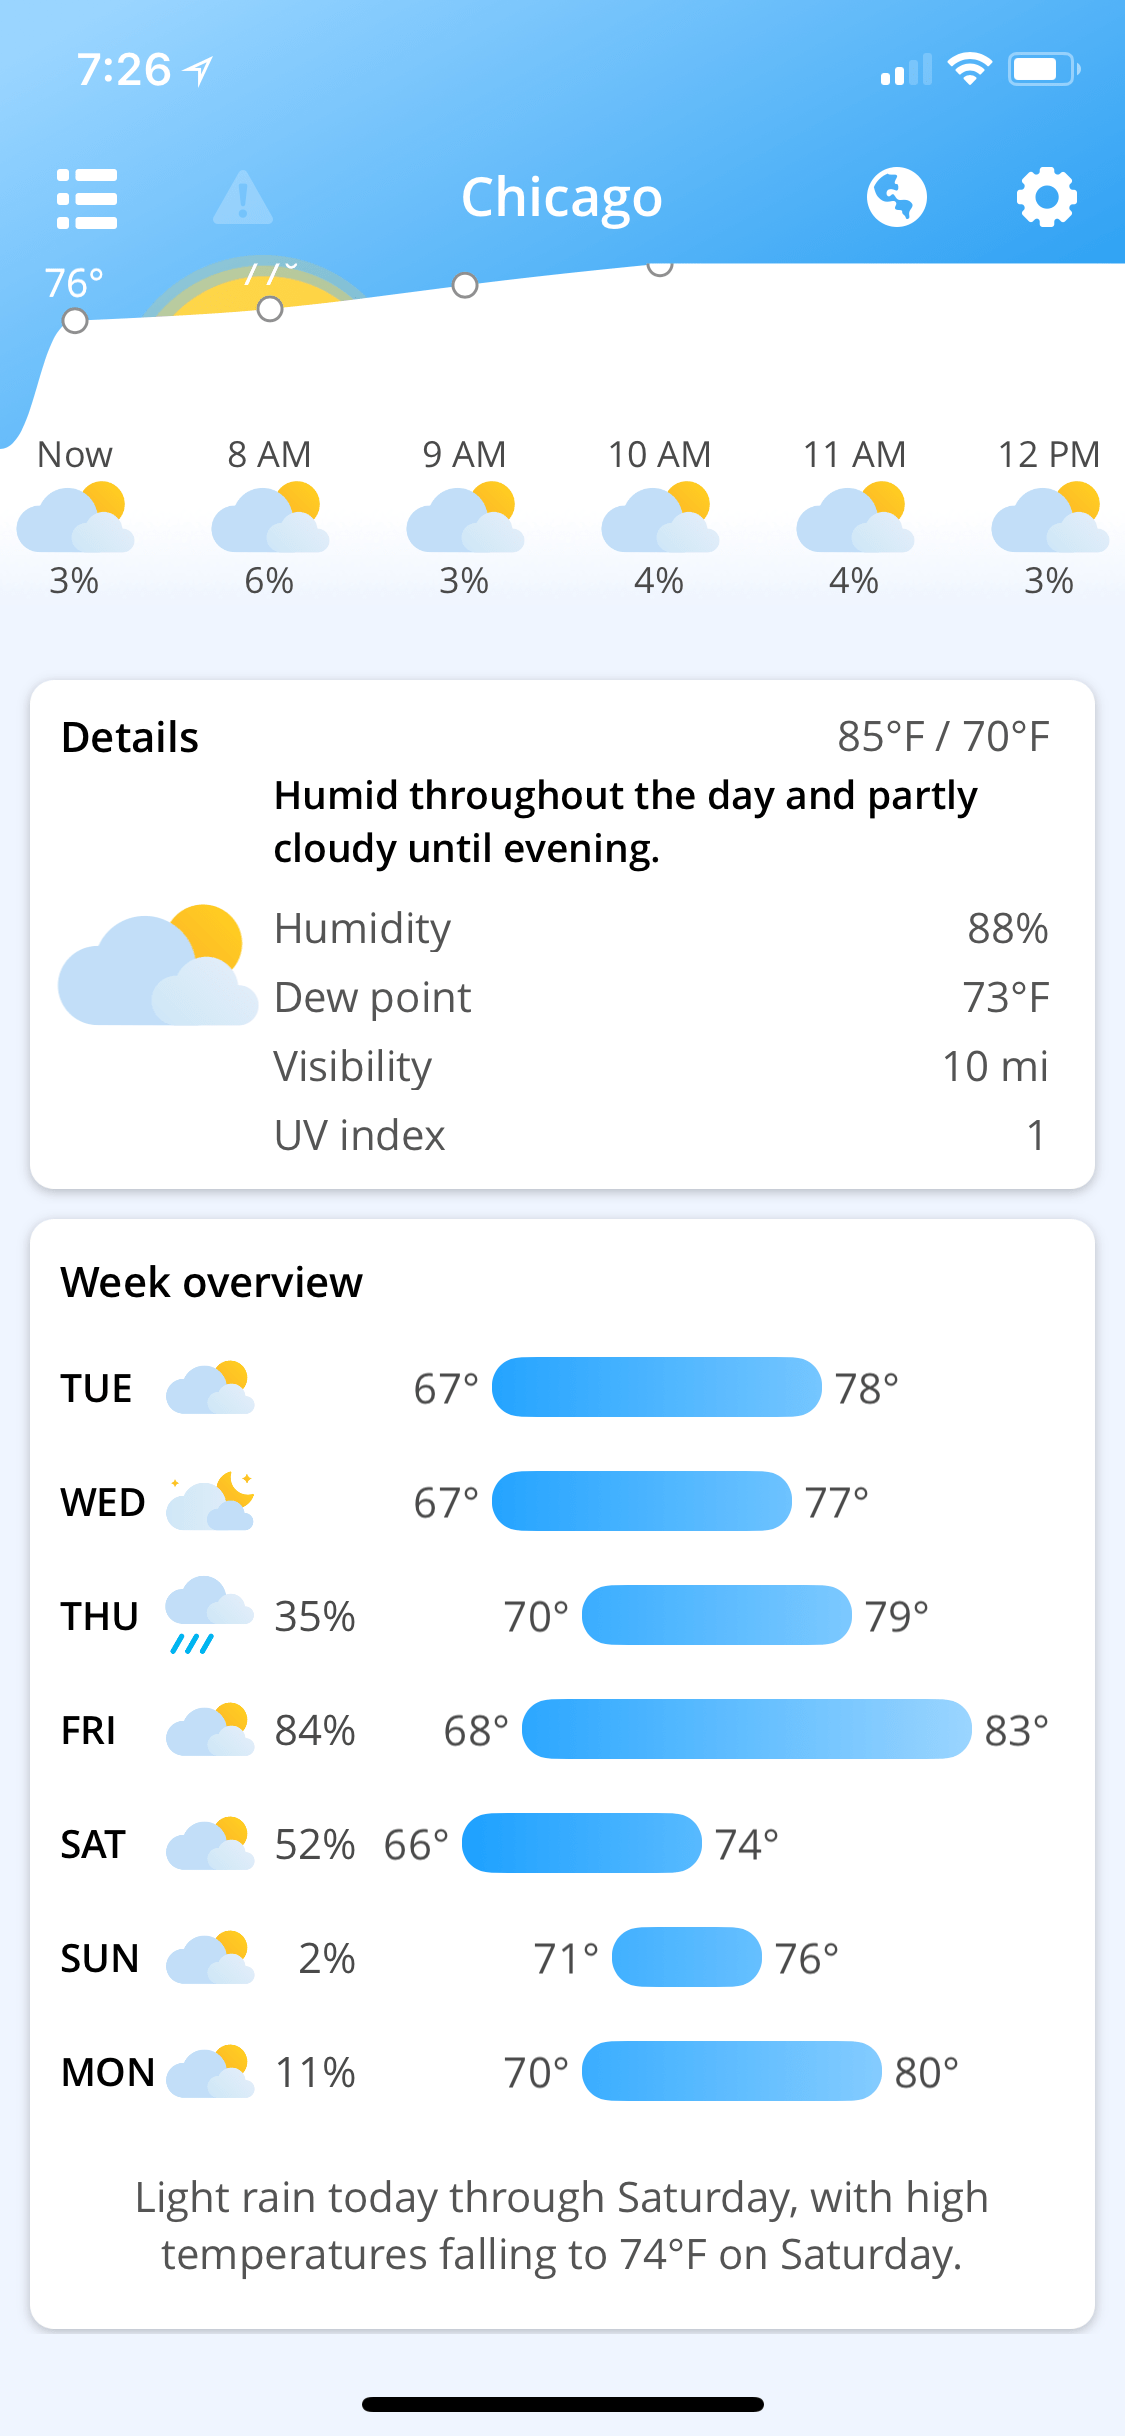 7:26
Chicago
76°
Now 8 AM 9 AM 10 AM 11 AM 12 PM
3% 6% 3% 4% 4% 3%
Details 85°F / 70°F
Humid throughout the day and partly
cloudy until evening.
Humidity 88%
Dew point 73°F
Visibility 10 mi
UV index 1
Week overview
TUE 67° 78°
WED 67° 77°
THU 35% 70° 79°
FRI 84% 68° 83°
SAT 52% 66° 74°
SUN 2% 71° 76°
MON 11% 70° 80°
Light rain today through Saturday, with high
temperatures falling to 74°F on Saturday.